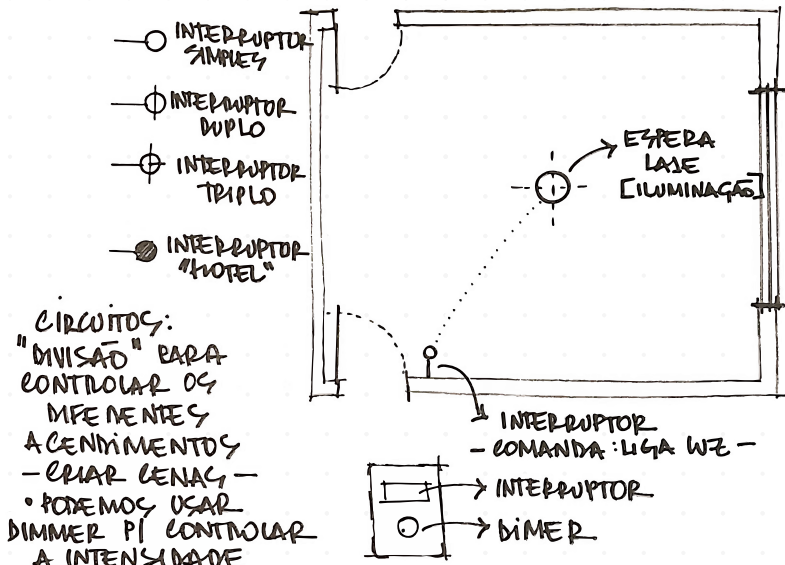 INTERRUPTOR
SIMPLES
INTERRUPTOR
DUPLO
INTERRUPTOR
TRIPLO
INTERRUPTOR
"HOTEL"
ESPERA
LAJE
[ILUMINAÇÃO]
CIRCUITOS:
"DIVISÃO" PARA
CONTROLAR OS
DIFERENTES
ACENDIMENTOS
- CRIAR CENAS -
• PODEMOS USAR
DIMMER P/ CONTROLAR
A INTENSIDADE
INTERRUPTOR
- COMANDA: LIGA LUZ -
INTERRUPTOR
DIMER